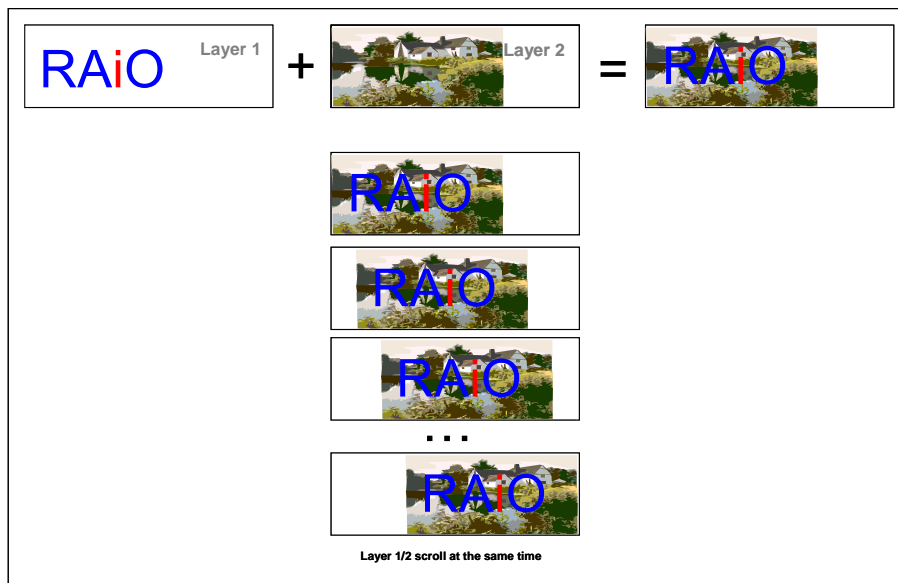 RAiO Layer 1 + Layer 2 = RAiO
RAiO
RAiO
RAiO
...
RAiO
Layer 1/2 scroll at the same time